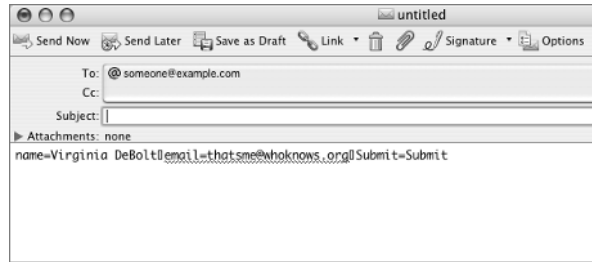 untitled
Send Now Send Later Save as Draft Link Signature Options
To: @ someone@example.com
Cc:
Subject:
Attachments: none
name=Virginia DeBolt▯email=thatsme@whoknows.org▯Submit=Submit